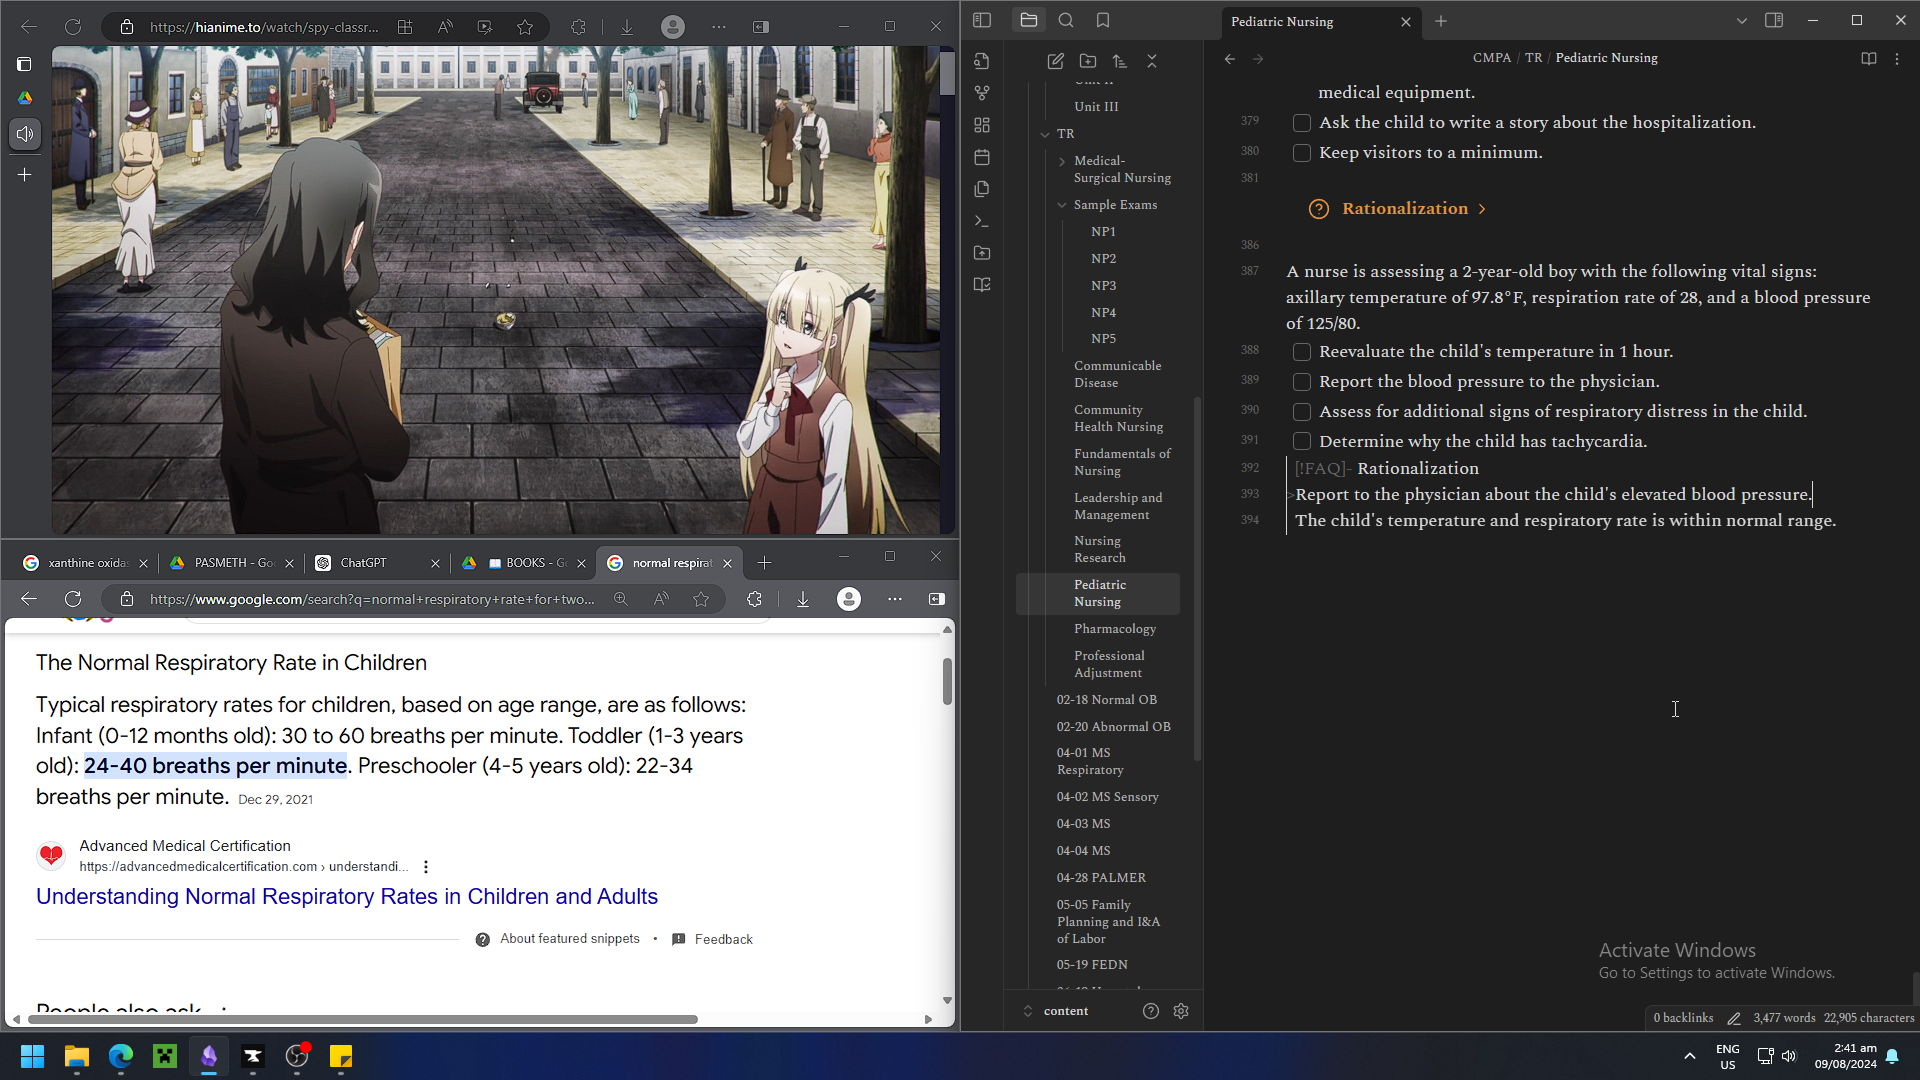 https://hianime.to/watch/spy-classr...
xanthine oxidas
PASMETH - Go
ChatGPT
BOOKS - G
normal respirat
https://www.google.com/search?q=normal+respiratory+rate+for+two...
The Normal Respiratory Rate in Children
Typical respiratory rates for children, based on age range, are as follows:
Infant (0-12 months old): 30 to 60 breaths per minute. Toddler (1-3 years
old): 24-40 breaths per minute. Preschooler (4-5 years old): 22-34
breaths per minute. Dec 29, 2021
Advanced Medical Certification
https://advancedmedicalcertification.com › understandi...
Understanding Normal Respiratory Rates in Children and Adults
About featured snippets • Feedback
People also ask
Pediatric Nursing
Unit II
Unit III
TR
Medical-
Surgical Nursing
Sample Exams
NP1
NP2
NP3
NP4
NP5
Communicable
Disease
Community
Health Nursing
Fundamentals of
Nursing
Leadership and
Management
Nursing
Research
Pediatric
Nursing
Pharmacology
Professional
Adjustment
02-18 Normal OB
02-20 Abnormal OB
04-01 MS
Respiratory
04-02 MS Sensory
04-03 MS
04-04 MS
04-28 PALMER
05-05 Family
Planning and I&A
of Labor
05-19 FEDN
content
CMPA / TR / Pediatric Nursing
medical equipment.
379 Ask the child to write a story about the hospitalization.
380 Keep visitors to a minimum.
381
Rationalization
386
387 A nurse is assessing a 2-year-old boy with the following vital signs:
axillary temperature of 97.8°F, respiration rate of 28, and a blood pressure
of 125/80.
388 Reevaluate the child's temperature in 1 hour.
389 Report the blood pressure to the physician.
390 Assess for additional signs of respiratory distress in the child.
391 Determine why the child has tachycardia.
392 [!FAQ]- Rationalization
393 >Report to the physician about the child's elevated blood pressure.
394 The child's temperature and respiratory rate is within normal range.
Activate Windows
Go to Settings to activate Windows.
0 backlinks 3,477 words 22,905 characters
ENG
US
2:41 am
09/08/2024